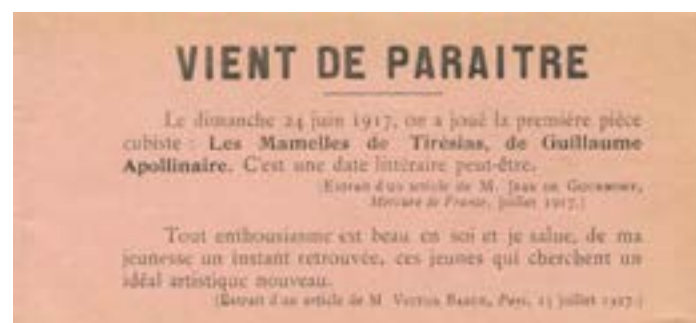 VIENT DE PARAITRE
Le dimanche 24 juin 1917, on a joué la première pièce
cubiste : Les Mamelles de Tirésias, de Guillaume
Apollinaire. C'est une date littéraire peut-être.
(Extrait d'un article de M. JEAN DE GOURMONT,
Mercure de France, juillet 1917.)
Tout enthousiasme est beau en soi et je salue, de ma
jeunesse un instant retrouvée, ces jeunes qui cherchent un
idéal artistique nouveau.
(Extrait d'un article de M. VICTOR BASCH, Pays, 15 juillet 1917.)